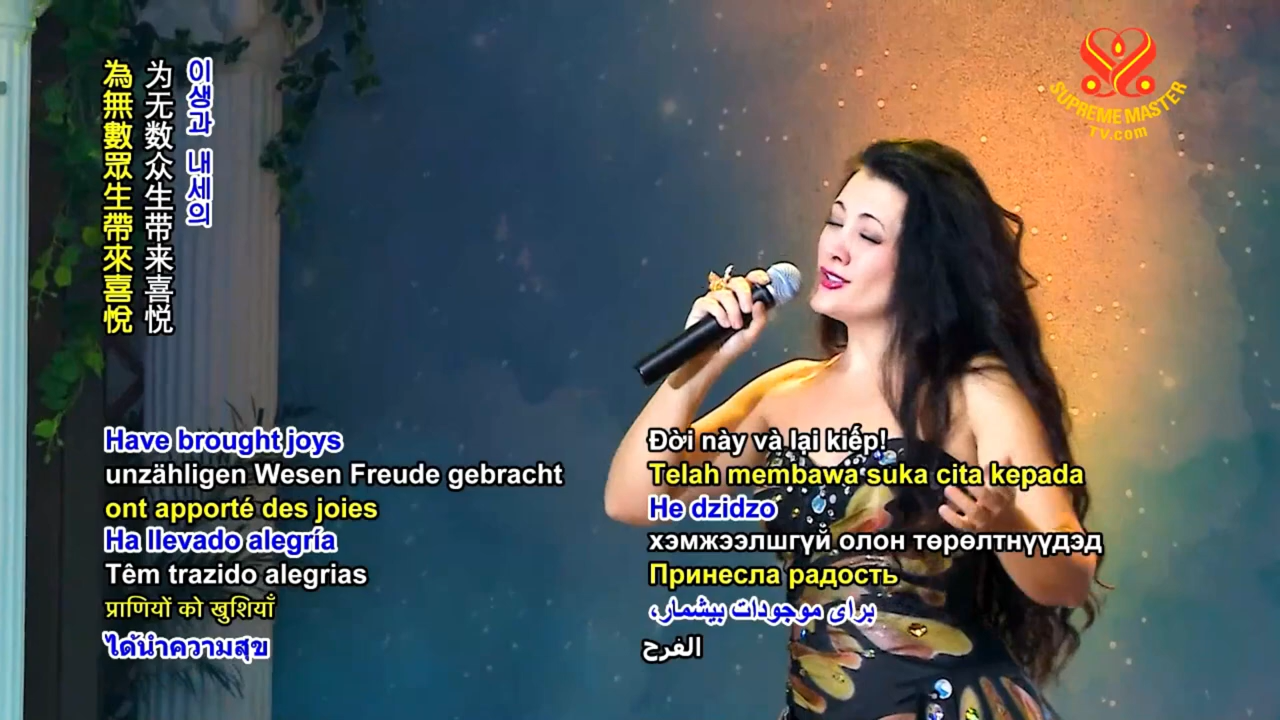 為無數眾生帶來喜悅
为无数众生带来喜悦
이생과 내세의
SUPREME MASTER
TV.com
Have brought joys
unzähligen Wesen Freude gebracht
ont apporté des joies
Ha llevado alegría
Têm trazido alegrias
प्राणियों को खुशियाँ
ได้นำความสุข
Đời này và lại kiếp!
Telah membawa suka cita kepada
He dzidzo
хэмжээлшгүй олон төрөлтнүүдэд
Принесла радость
برای موجودات بیشمار،
الفرح